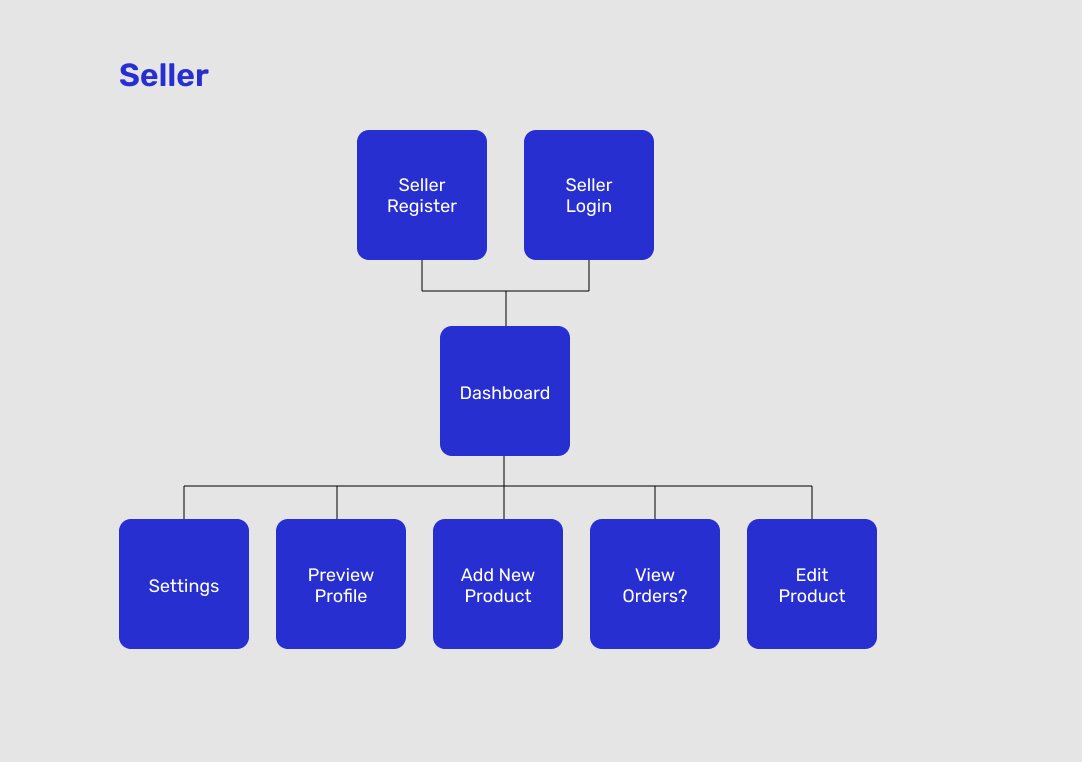 Seller
Seller
Register
Seller
Login
Dashboard
Settings
Preview
Profile
Add New
Product
View
Orders?
Edit
Product